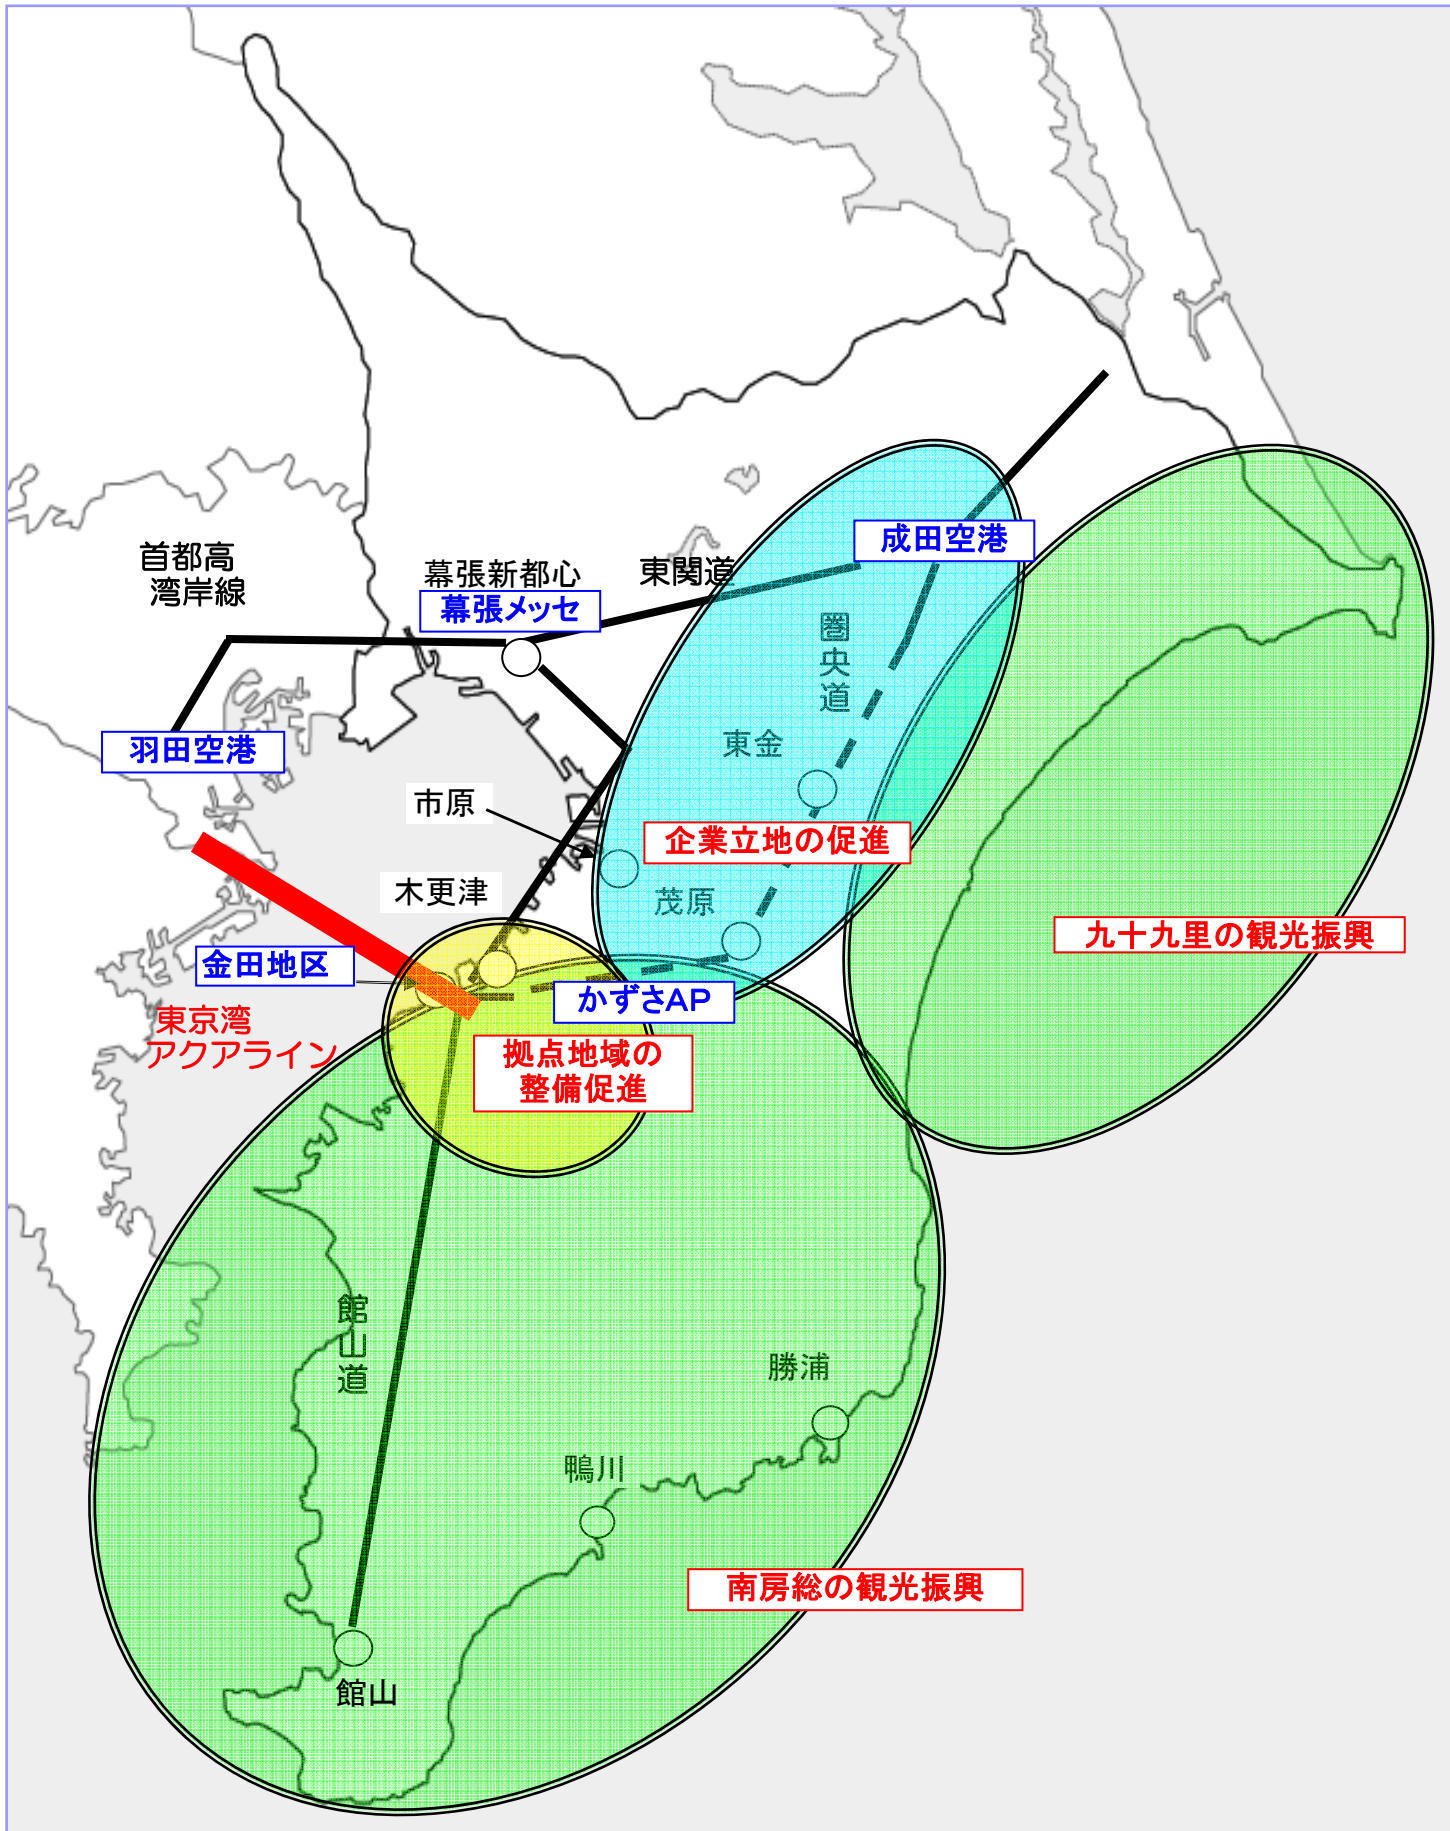 首都高
湾岸線
幕張新都心
幕張メッセ
東関道
成田空港
圏央道
羽田空港
東金
市原
企業立地の促進
木更津
茂原
九十九里の観光振興
金田地区
かずさAP
東京湾
アクアライン
拠点地域の
整備促進
館山道
勝浦
鴨川
南房総の観光振興
館山